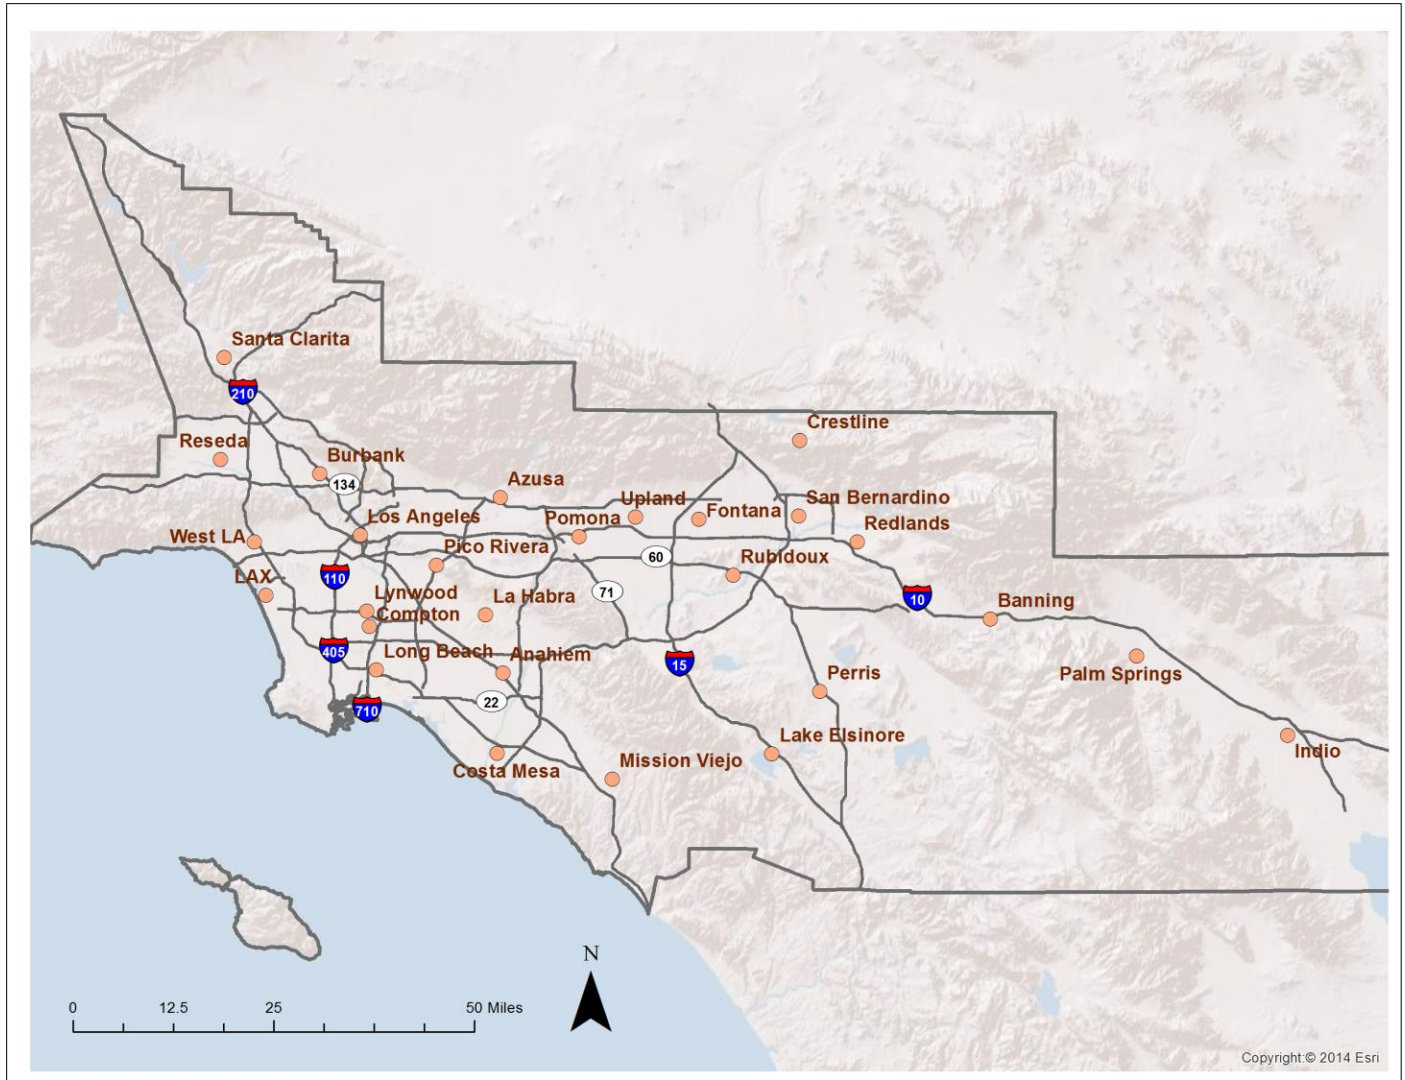 Santa Clarita
210
Crestline
Reseda
Burbank
134
Azusa
Upland
San Bernardino
Fontana
Los Angeles
Pomona
Redlands
West LA
Pico Rivera
60
Rubidoux
LAX
110
Lynwood
La Habra
71
10
Banning
Compton
405
Long Beach
Anahiem
15
Perris
Palm Springs
710
22
Lake Elsinore
Indio
Costa Mesa
Mission Viejo
N
0 12.5 25 50 Miles
Copyright:© 2014 Esri